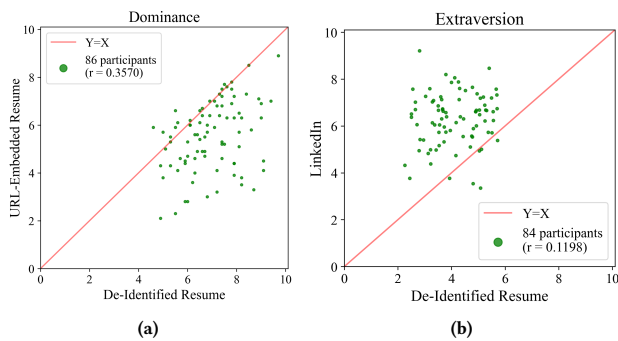 Dominance
10
8
6
4
2
0
0 2 4 6 8 10
URL-Embedded Resume
De-Identified Resume
Y=X
86 participants
(r = 0.3570)
(a)
Extraversion
10
8
6
4
2
0
0 2 4 6 8 10
LinkedIn
De-Identified Resume
Y=X
84 participants
(r = 0.1198)
(b)